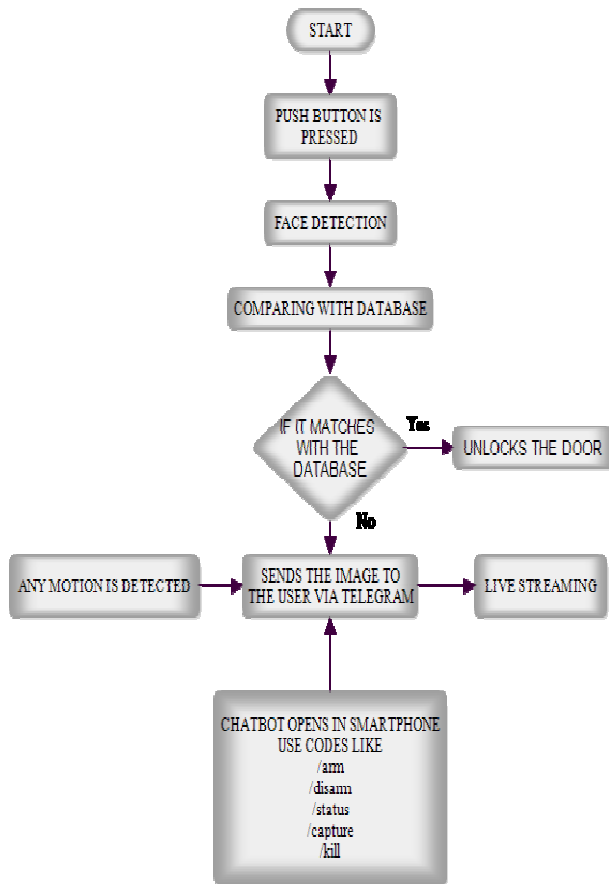 START
PUSH BUTTON IS
PRESSED
FACE DETECTION
COMPARING WITH DATABASE
IF IT MATCHES
WITH THE
DATABASE
Yes
UNLOCKS THE DOOR
No
ANY MOTION IS DETECTED
SENDS THE IMAGE TO
THE USER VIA TELEGRAM
LIVE STREAMING
CHATBOT OPENS IN SMARTPHONE
USE CODES LIKE
/arm
/disarm
/status
/capture
/kill